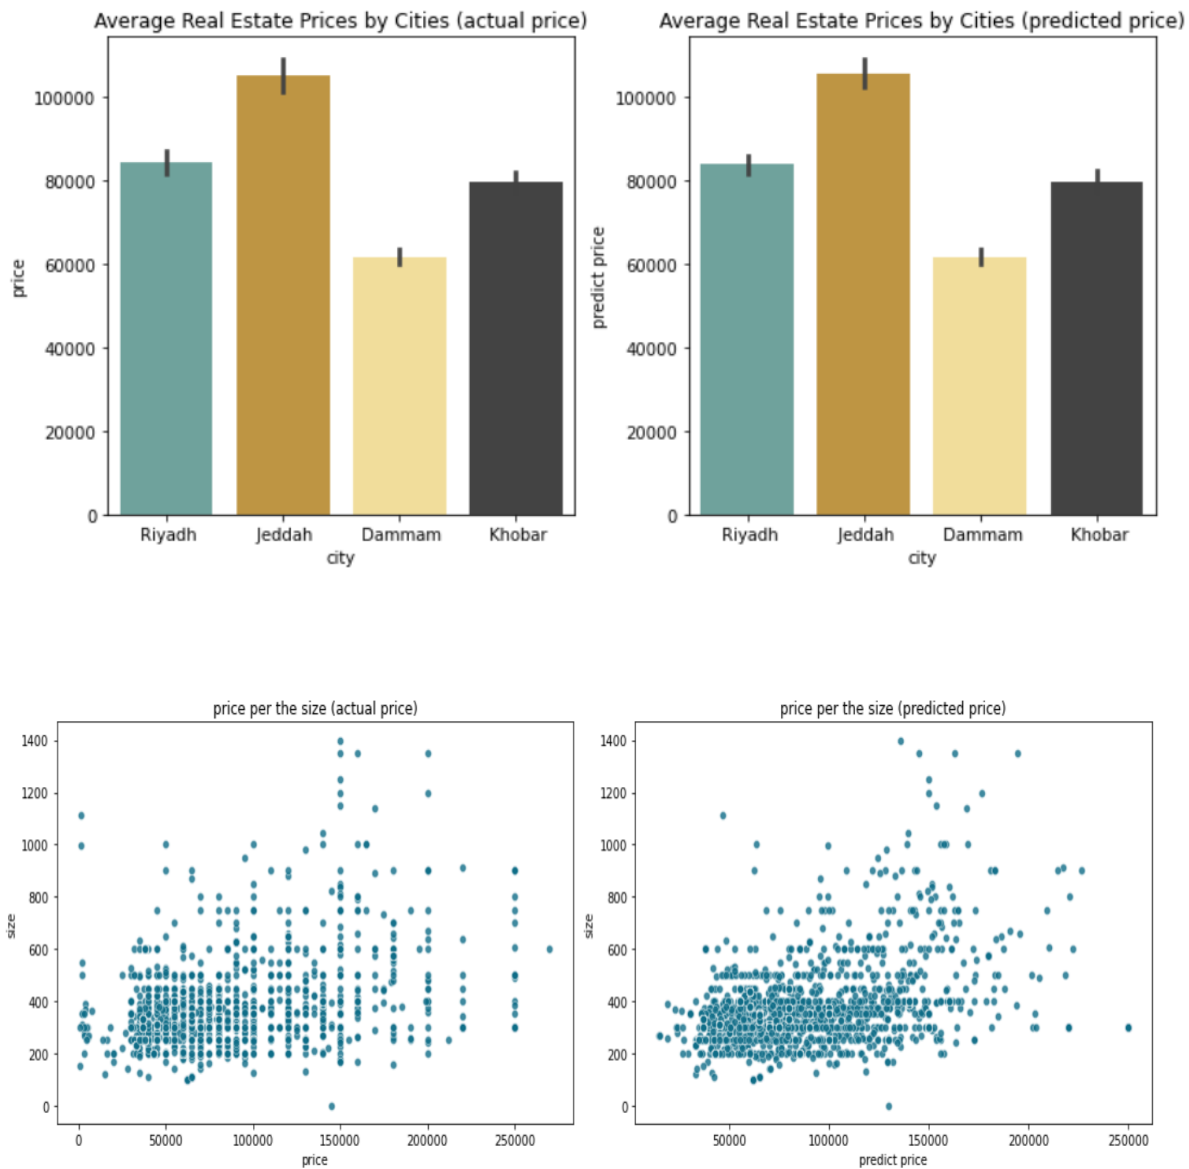 Average Real Estate Prices by Cities (actual price)
price
100000
80000
60000
40000
20000
0
Riyadh Jeddah Dammam Khobar
city
Average Real Estate Prices by Cities (predicted price)
predict price
100000
80000
60000
40000
20000
0
Riyadh Jeddah Dammam Khobar
city
price per the size (actual price)
size
1400
1200
1000
800
600
400
200
0
0 50000 100000 150000 200000 250000
price
price per the size (predicted price)
size
1400
1200
1000
800
600
400
200
0
50000 100000 150000 200000 250000
predict price